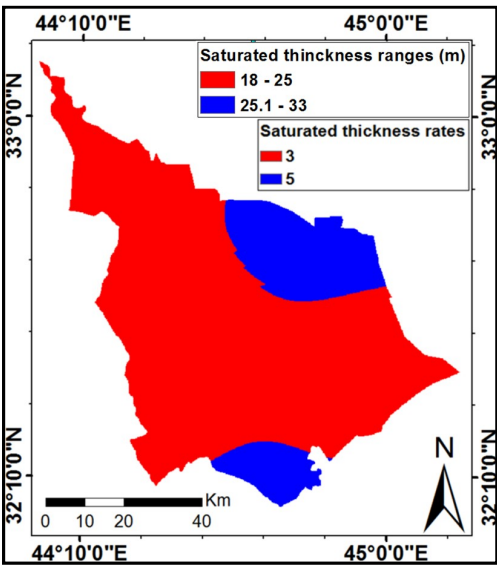 44°10'0"E 45°0'0"E
Saturated thinckness ranges (m)
18 - 25
25.1 - 33
Saturated thickness rates
3
5
33°0'0"N 33°0'0"N
32°10'0"N 32°10'0"N
N
Km
0 10 20 40
44°10'0"E 45°0'0"E